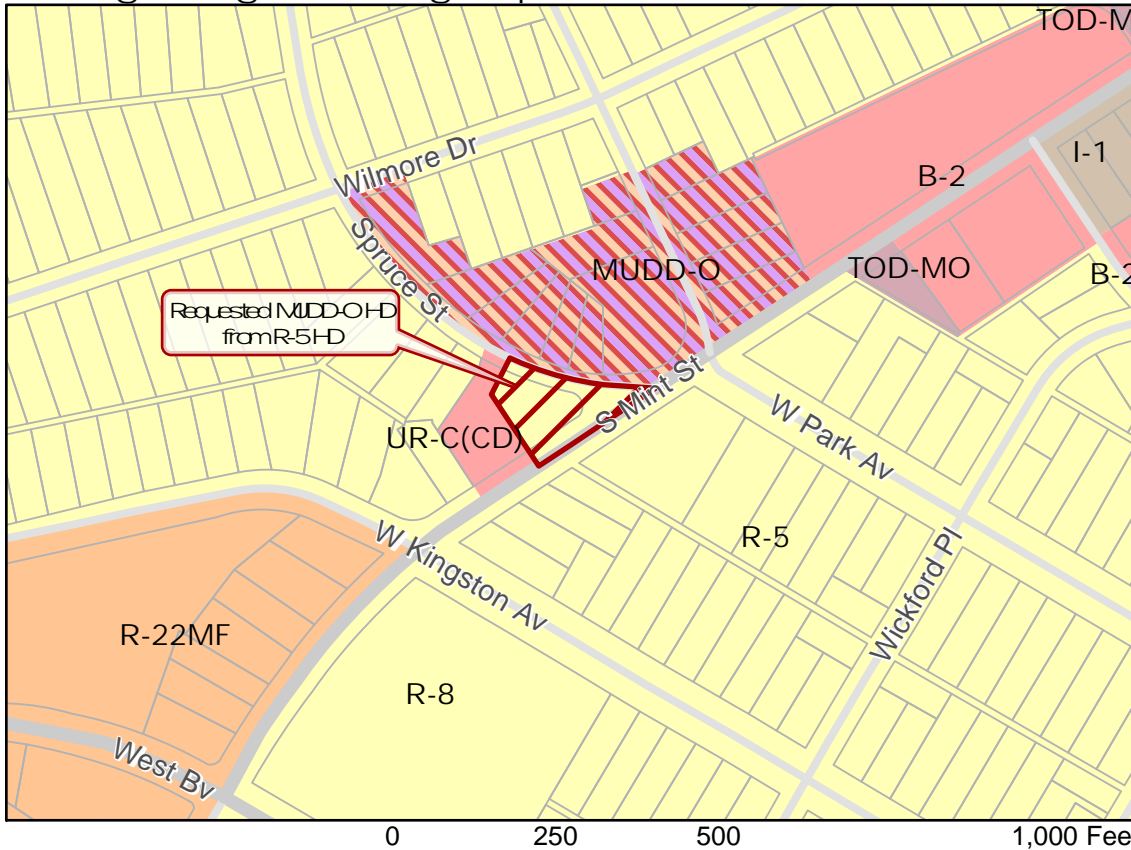 TOD-M
I-1
Wilmore Dr
B-2
Spruce St
MUDD-O
TOD-MO
B-2
Requested MUDD-O HD
from R-5 HD
S Mint St
W Park Av
UR-C(CD)
R-5
W Kingston Av
Wickford Pl
R-22MF
R-8
West Bv
0 250 500 1,000 Fee